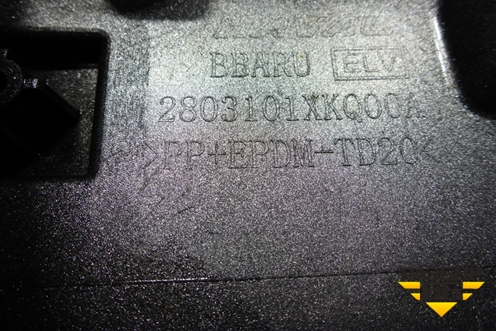 BBARU ELV
2803101XKQ00A
>PP+EPDM-TD20<